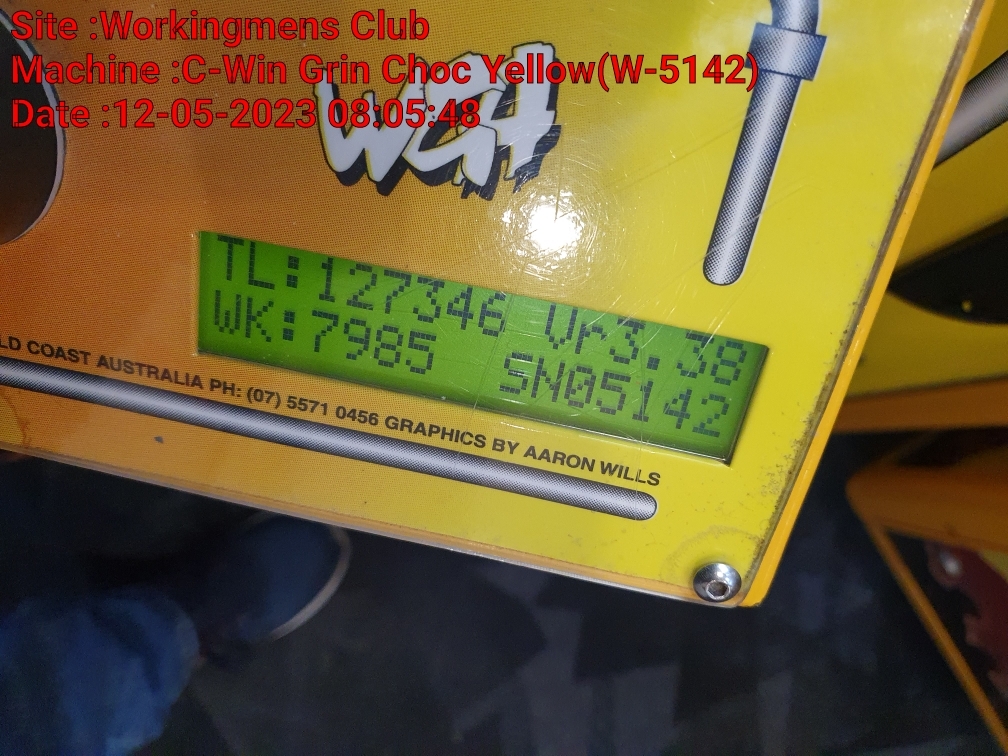 Site :Workingmens Club
Machine :C-Win Grin Choc Yellow(W-5142)
Date :12-05-2023 08:05:48
WGH
TL:127346 Vr3.38
WK:7985 SN05142
LD COAST AUSTRALIA PH: (07) 5571 0456 GRAPHICS BY AARON WILLS